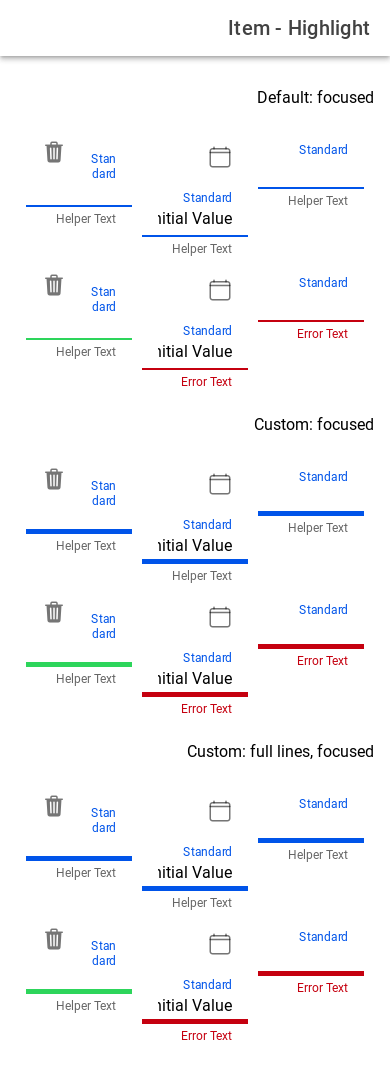 Item - Highlight
Default: focused
Standard
Helper Text
Standard
nitial Value
Helper Text
Stan
dard
Helper Text
Standard
Error Text
Standard
nitial Value
Error Text
Stan
dard
Helper Text
Custom: focused
Standard
Helper Text
Standard
nitial Value
Helper Text
Stan
dard
Helper Text
Standard
Error Text
Standard
nitial Value
Error Text
Stan
dard
Helper Text
Custom: full lines, focused
Standard
Helper Text
Standard
nitial Value
Helper Text
Stan
dard
Helper Text
Standard
Error Text
Standard
nitial Value
Error Text
Stan
dard
Helper Text